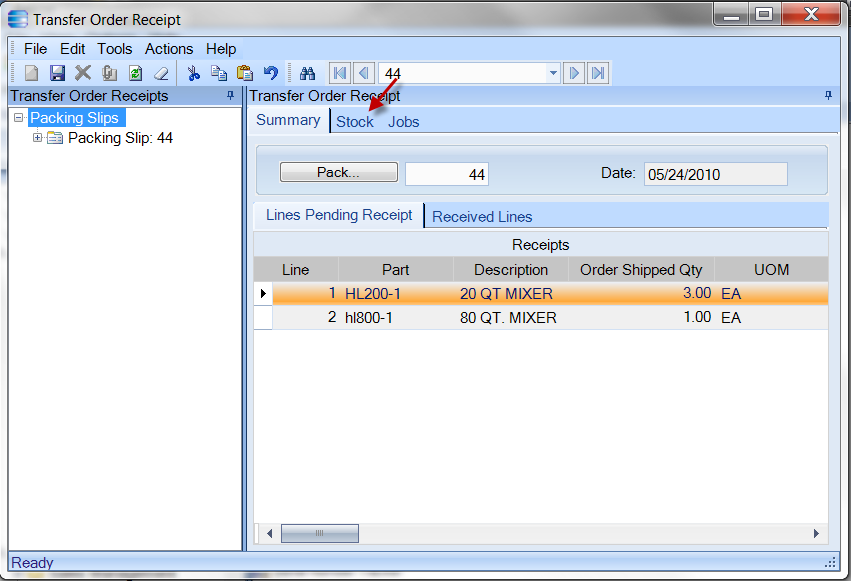 Transfer Order Receipt
File Edit Tools Actions Help
44
Transfer Order Receipts
Transfer Order Receipt
Packing Slips
Packing Slip: 44
Summary Stock Jobs
Pack... 44 Date: 05/24/2010
Lines Pending Receipt Received Lines
Receipts
Line Part Description Order Shipped Qty UOM
1 HL200-1 20 QT MIXER 3.00 EA
2 hl800-1 80 QT. MIXER 1.00 EA
Ready